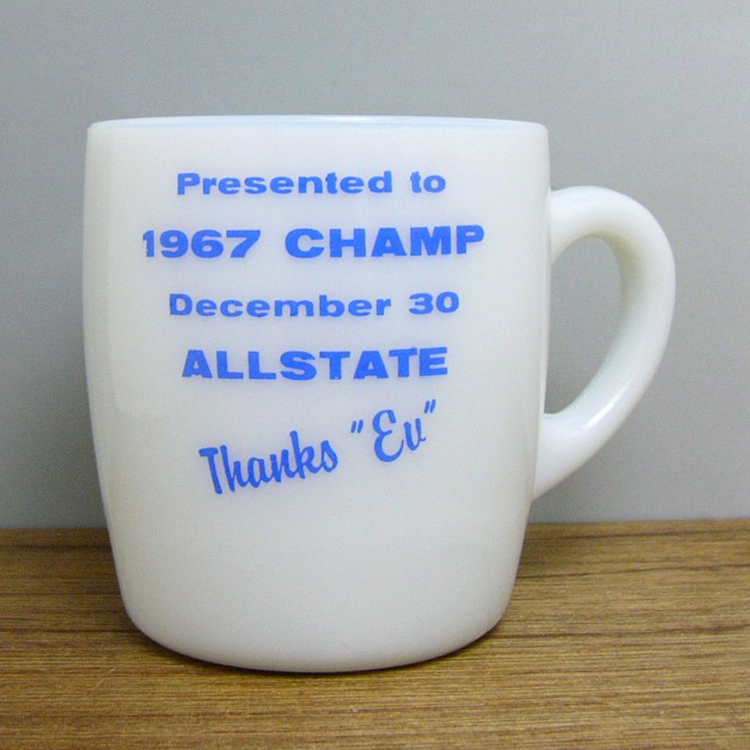 Presented to
1967 CHAMP
December 30
ALLSTATE
Thanks "Ev"